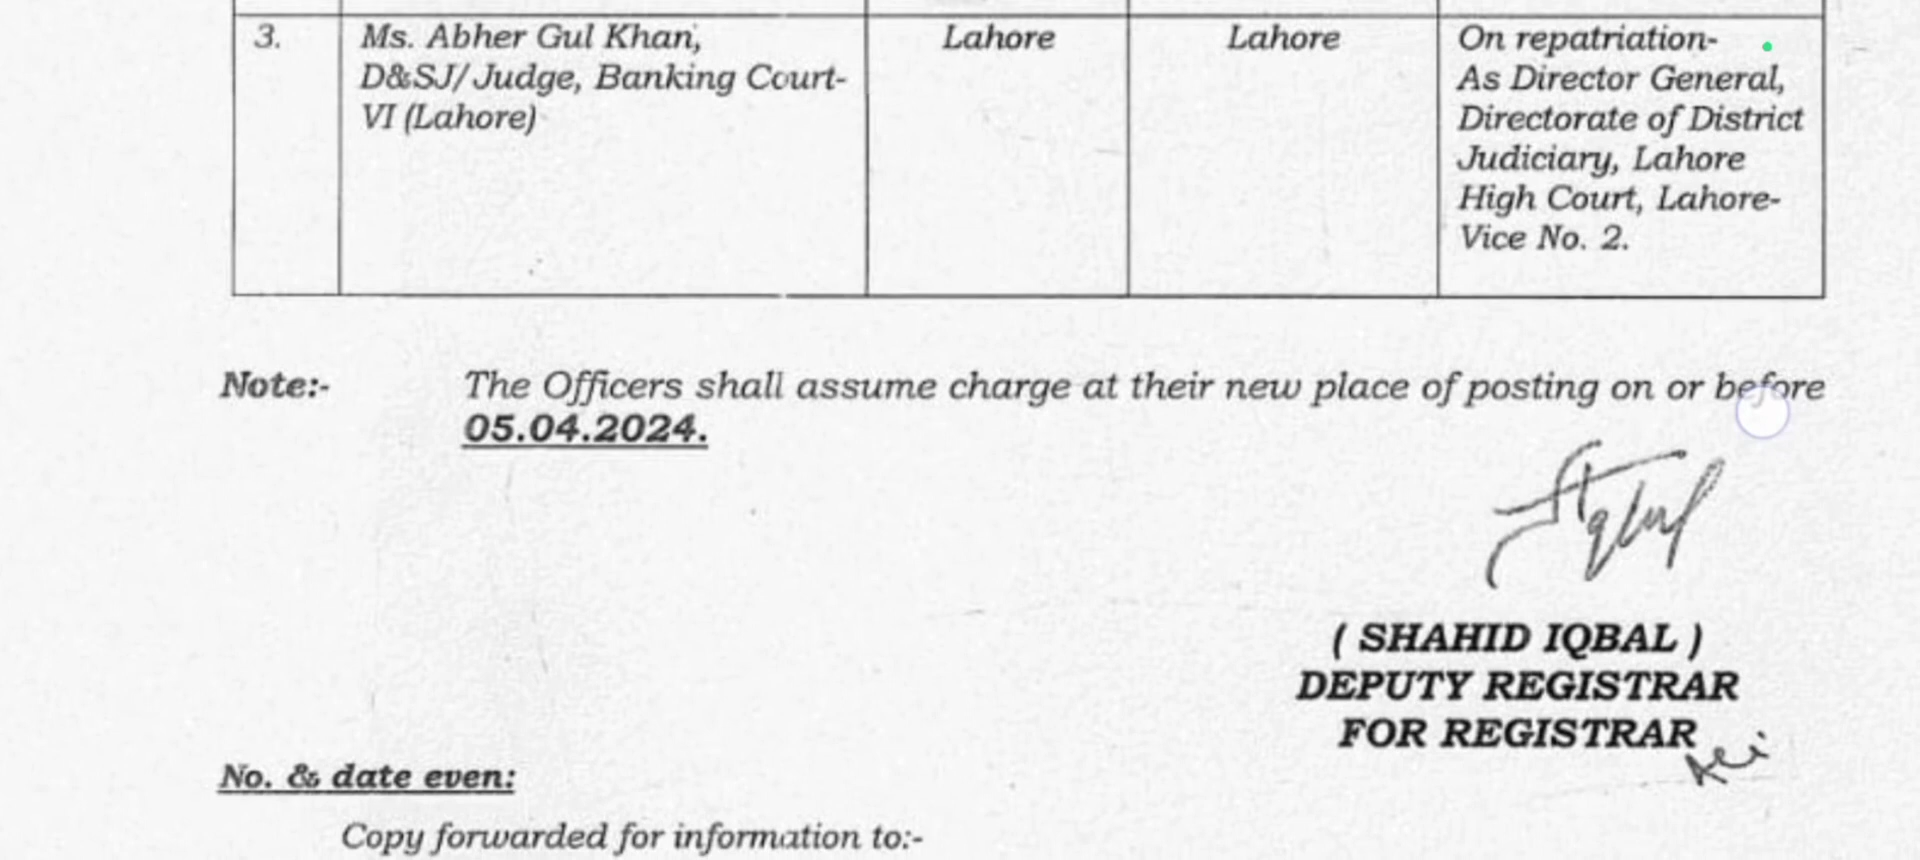 3.
Ms. Abher Gul Khan,
D&SJ/Judge, Banking Court-
VI (Lahore)
Lahore
Lahore
On repatriation-
As Director General,
Directorate of District
Judiciary, Lahore
High Court, Lahore-
Vice No. 2.
Note:- The Officers shall assume charge at their new place of posting on or before
05.04.2024.
Iqbal
( SHAHID IQBAL )
DEPUTY REGISTRAR
FOR REGISTRAR
Ali
No. & date even:
Copy forwarded for information to:-